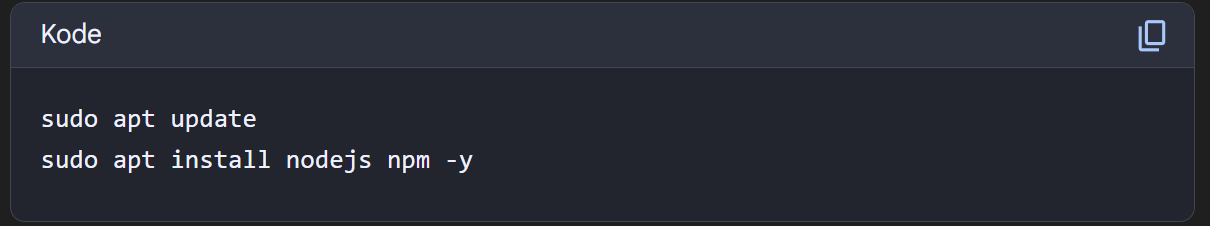 Kode
sudo apt update
sudo apt install nodejs npm -y